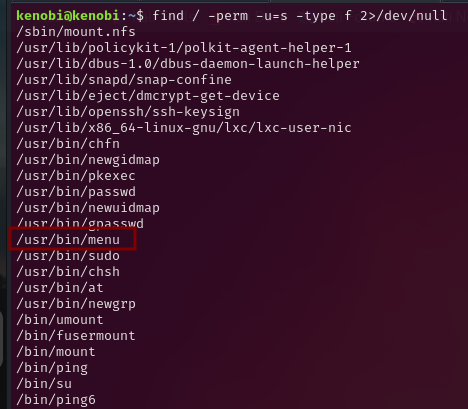 kenobi@kenobi:~$ find / -perm -u=s -type f 2>/dev/null
/sbin/mount.nfs
/usr/lib/policykit-1/polkit-agent-helper-1
/usr/lib/dbus-1.0/dbus-daemon-launch-helper
/usr/lib/snapd/snap-confine
/usr/lib/eject/dmcrypt-get-device
/usr/lib/openssh/ssh-keysign
/usr/lib/x86_64-linux-gnu/lxc/lxc-user-nic
/usr/bin/chfn
/usr/bin/newgidmap
/usr/bin/pkexec
/usr/bin/passwd
/usr/bin/newuidmap
/usr/bin/gpasswd
/usr/bin/menu
/usr/bin/sudo
/usr/bin/chsh
/usr/bin/at
/usr/bin/newgrp
/bin/umount
/bin/fusermount
/bin/mount
/bin/ping
/bin/su
/bin/ping6